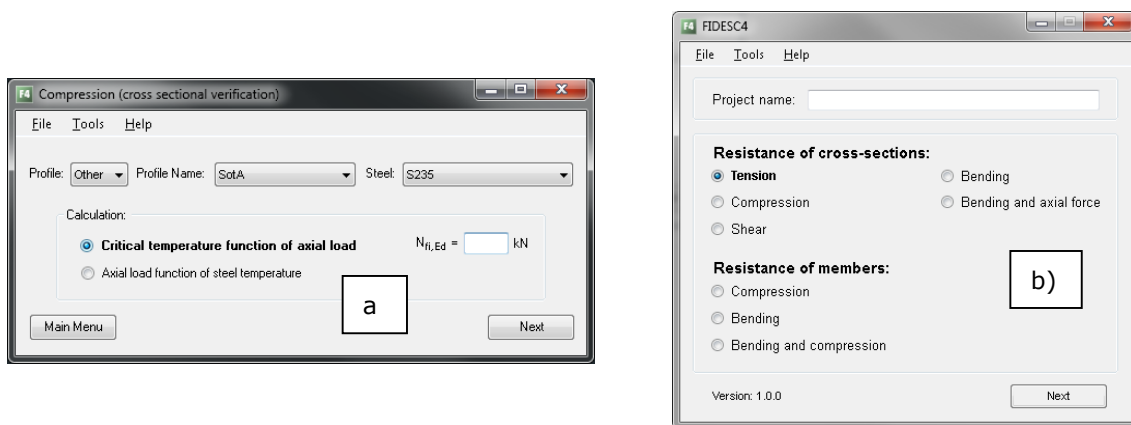 F4 Compression (cross sectional verification)
File Tools Help
Profile: Other Profile Name: SotA Steel: S235
Calculation:
Critical temperature function of axial load Nfi,Ed = kN
Axial load function of steel temperature
a
Main Menu Next
F4 FIDESC4
File Tools Help
Project name:
Resistance of cross-sections:
Tension Bending
Compression Bending and axial force
Shear
Resistance of members:
Compression
Bending
Bending and compression
b)
Version: 1.0.0 Next